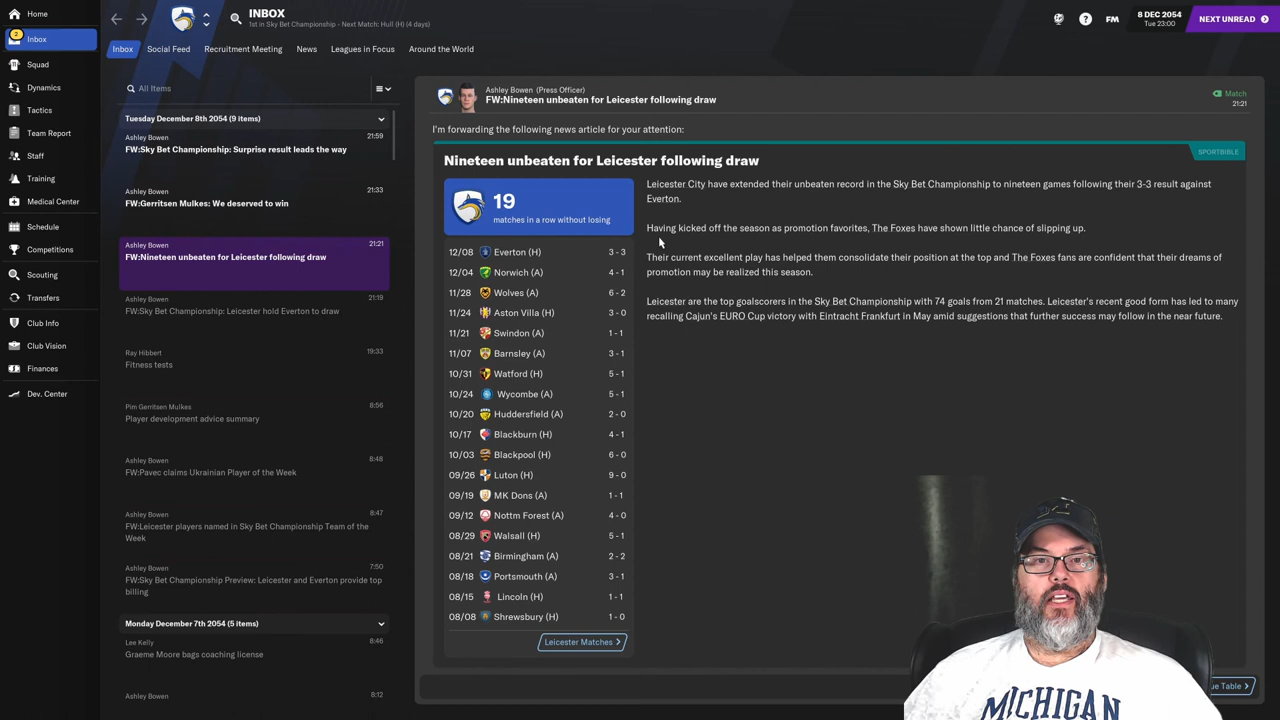 Home
INBOX
1st in Sky Bet Championship - Next Match: Hull (H) (4 days)
FM
8 DEC 2054
Tue 23:00
NEXT UNREAD
2
Inbox
Squad
Dynamics
Tactics
Team Report
Staff
Training
Medical Center
Schedule
Competitions
Scouting
Transfers
Club Info
Club Vision
Finances
Dev. Center
Inbox Social Feed Recruitment Meeting News Leagues in Focus Around the World
All Items
Tuesday December 8th 2054 (9 items)
Ashley Bowen 21:59
FW:Sky Bet Championship: Surprise result leads the way
Ashley Bowen 21:33
FW:Gerritsen Mulkes: We deserved to win
Ashley Bowen 21:21
FW:Nineteen unbeaten for Leicester following draw
Ashley Bowen 21:19
FW:Sky Bet Championship: Leicester hold Everton to draw
Ray Hibbert 19:33
Fitness tests
Pim Gerritsen Mulkes 8:56
Player development advice summary
Ashley Bowen 8:48
FW:Pavec claims Ukrainian Player of the Week
Ashley Bowen 8:47
FW:Leicester players named in Sky Bet Championship Team of the
Week
Ashley Bowen 7:50
FW:Sky Bet Championship Preview: Leicester and Everton provide top
billing
Monday December 7th 2054 (5 items)
Lee Kelly 8:46
Graeme Moore bags coaching license
Ashley Bowen 8:12
Ashley Bowen (Press Officer)
FW:Nineteen unbeaten for Leicester following draw
Match
21:21
I'm forwarding the following news article for your attention:
Nineteen unbeaten for Leicester following draw
SPORTBIBLE
19
matches in a row without losing
12/08 Everton (H) 3 - 3
12/04 Norwich (A) 4 - 1
11/28 Wolves (A) 6 - 2
11/24 Aston Villa (H) 3 - 0
11/21 Swindon (A) 1 - 1
11/07 Barnsley (A) 3 - 1
10/31 Watford (H) 5 - 1
10/24 Wycombe (A) 5 - 1
10/20 Huddersfield (A) 2 - 0
10/17 Blackburn (H) 4 - 1
10/03 Blackpool (H) 6 - 0
09/26 Luton (H) 9 - 0
09/19 MK Dons (A) 1 - 1
09/12 Nottm Forest (A) 4 - 0
08/29 Walsall (H) 5 - 1
08/21 Birmingham (A) 2 - 2
08/18 Portsmouth (A) 3 - 1
08/15 Lincoln (H) 1 - 1
08/08 Shrewsbury (H) 1 - 0
Leicester Matches
Leicester City have extended their unbeaten record in the Sky Bet Championship to nineteen games following their 3-3 result against
Everton.
Having kicked off the season as promotion favorites, The Foxes have shown little chance of slipping up.
Their current excellent play has helped them consolidate their position at the top and The Foxes fans are confident that their dreams of
promotion may be realized this season.
Leicester are the top goalscorers in the Sky Bet Championship with 74 goals from 21 matches. Leicester's recent good form has led to many
recalling Cajun's EURO Cup victory with Eintracht Frankfurt in May amid suggestions that further success may follow in the near future.
Table
MICHIGAN